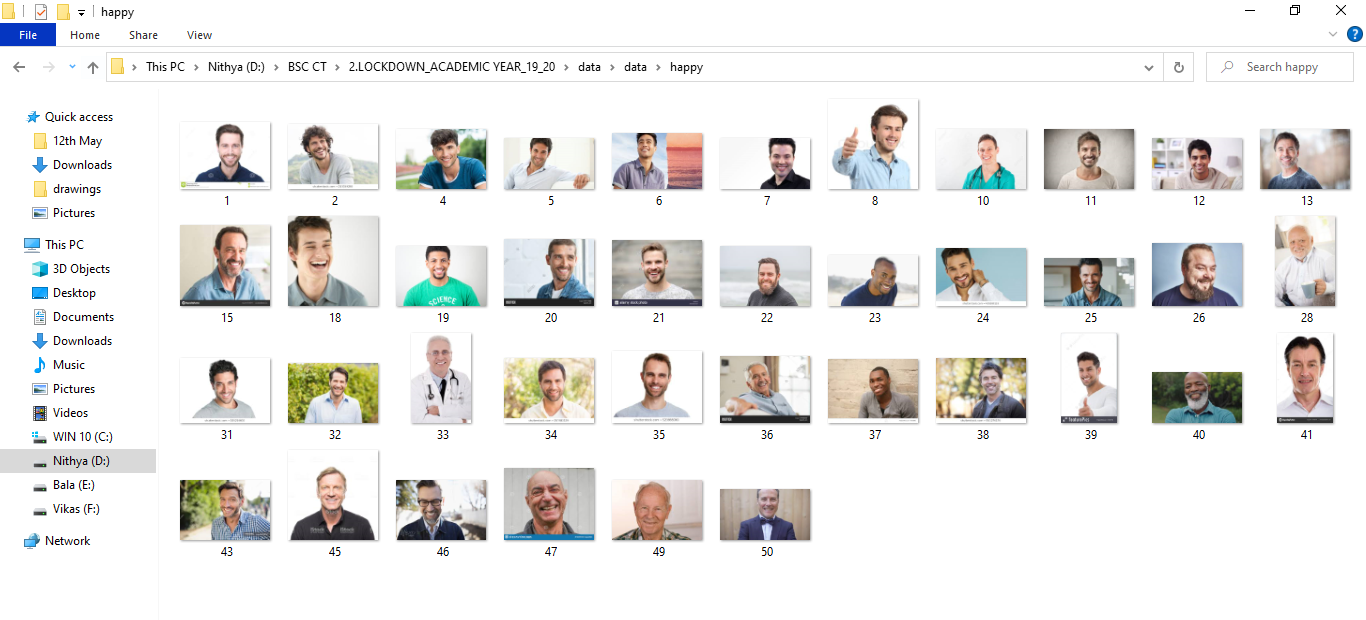 happy
File Home Share View
This PC Nithya (D:) BSC CT 2.LOCKDOWN_ACADEMIC YEAR_19_20 data data happy
Search happy
Quick access
12th May
Downloads
drawings
Pictures
This PC
3D Objects
Desktop
Documents
Downloads
Music
Pictures
Videos
WIN 10 (C:)
Nithya (D:)
Bala (E:)
Vikas (F:)
Network
1 2 4 5 6 7 8 10 11 12 13
SCIENCE
15 18 19 20 21 22 23 24 25 26 28
31 32 33 34 35 36 37 38 39 40 41
43 45 46 47 49 50